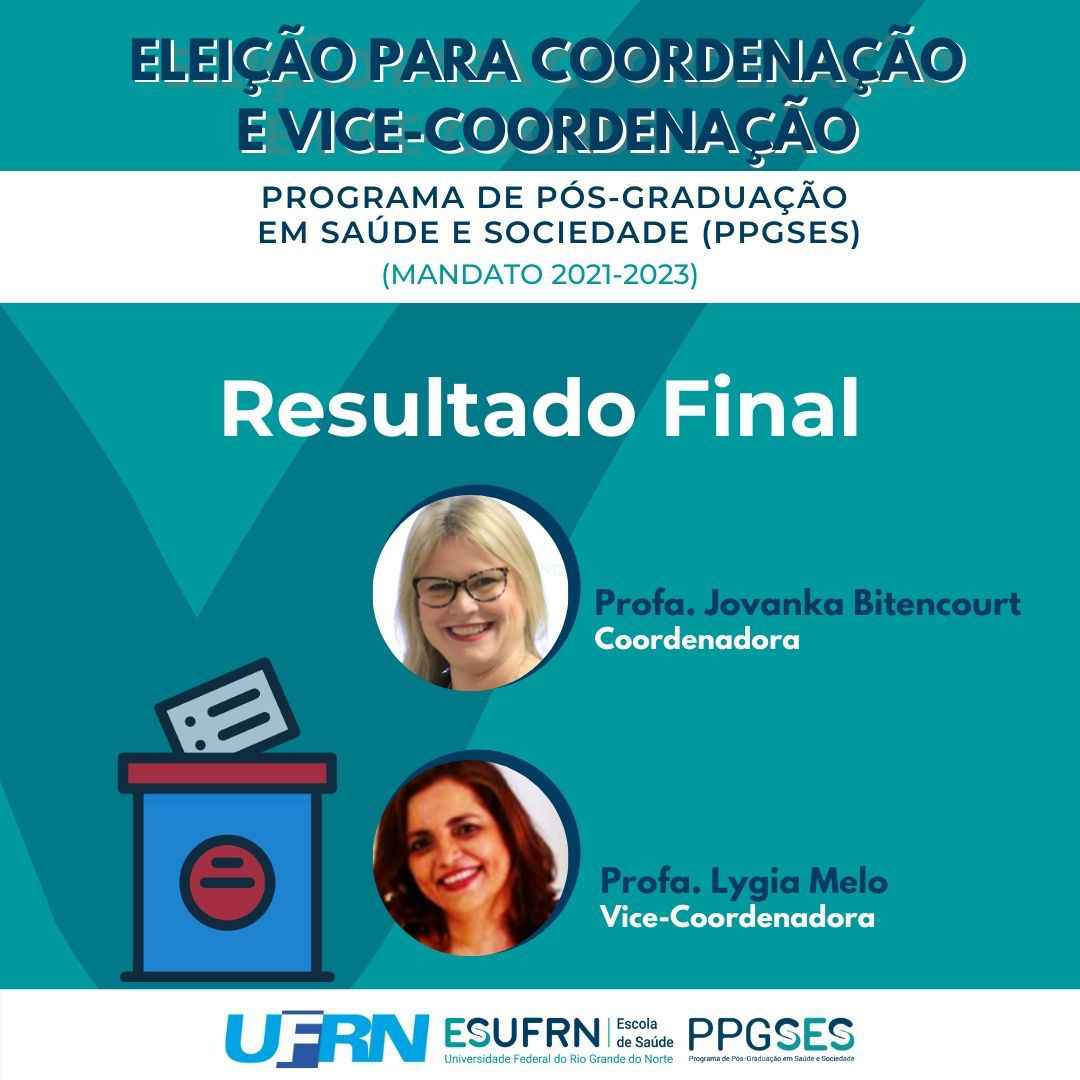 ELEIÇÃO PARA COORDENAÇÃO
E VICE-COORDENAÇÃO
PROGRAMA DE PÓS-GRADUAÇÃO
EM SAÚDE E SOCIEDADE (PPGSES)
(MANDATO 2021-2023)
Resultado Final
Profa. Jovanka Bitencourt
Coordenadora
Profa. Lygia Melo
Vice-Coordenadora
UFRN
ESUFRN
Escola
de Saúde
Universidade Federal do Rio Grande do Norte
PPGSES
Programa de Pós-Graduação em Saúde e Sociedade